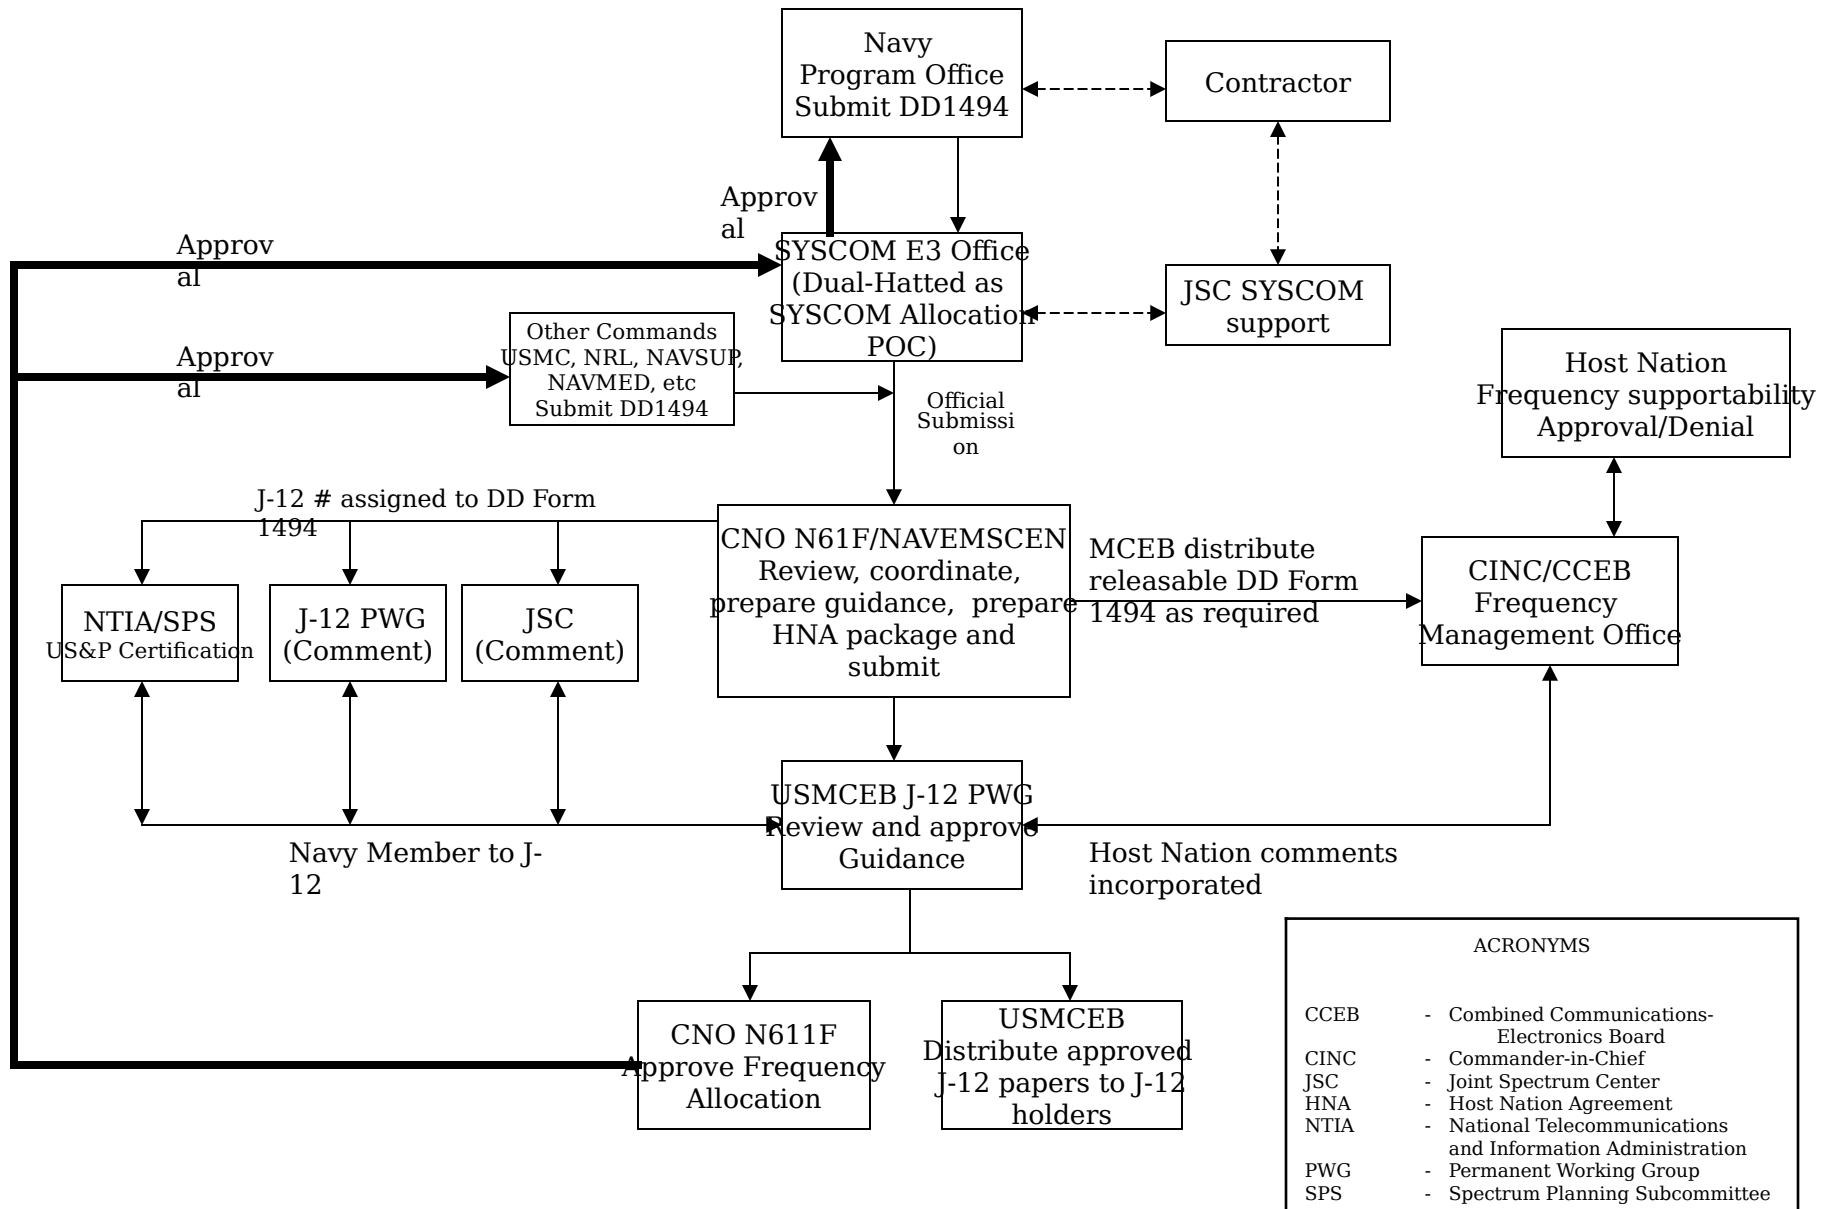 Navy
Program Office
Submit DD1494
Contractor
Approv
al
Approv
al
SYSCOM E3 Office
(Dual-Hatted as
SYSCOM Allocation
POC)
JSC SYSCOM
support
Other Commands
USMC, NRL, NAVSUP,
NAVMED, etc
Submit DD1494
Approv
al
Official
Submissi
on
Host Nation
Frequency supportability
Approval/Denial
J-12 # assigned to DD Form
1494
CNO N61F/NAVEMSCEN
Review, coordinate,
prepare guidance,  prepare
HNA package and
submit
MCEB distribute
releasable DD Form
1494 as required
CINC/CCEB
Frequency
Management Office
NTIA/SPS
US&P Certification
J-12 PWG
(Comment)
JSC
(Comment)
USMCEB J-12 PWG
Review and approve
Guidance
Navy Member to J-
12
Host Nation comments
incorporated
CNO N611F
Approve Frequency
Allocation
USMCEB
Distribute approved
J-12 papers to J-12
holders
ACRONYMS
CCEB - Combined Communications-
Electronics Board
CINC - Commander-in-Chief
JSC - Joint Spectrum Center
HNA - Host Nation Agreement
NTIA - National Telecommunications
and Information Administration
PWG - Permanent Working Group
SPS - Spectrum Planning Subcommittee